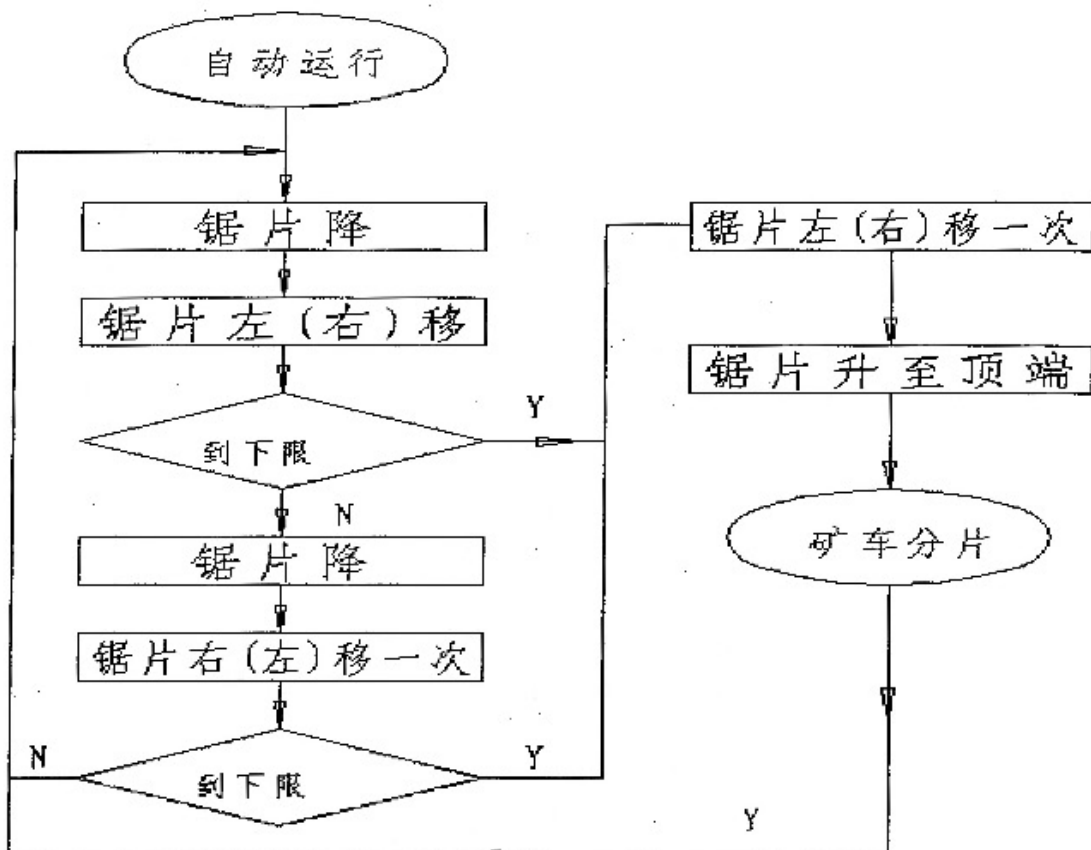 自动运行
锯片降
锯片左(右)移
到下限
Y
N
锯片降
锯片右(左)移一次
到下限
N
Y
锯片左(右)移一次
锯片升至顶端
矿车分片
Y